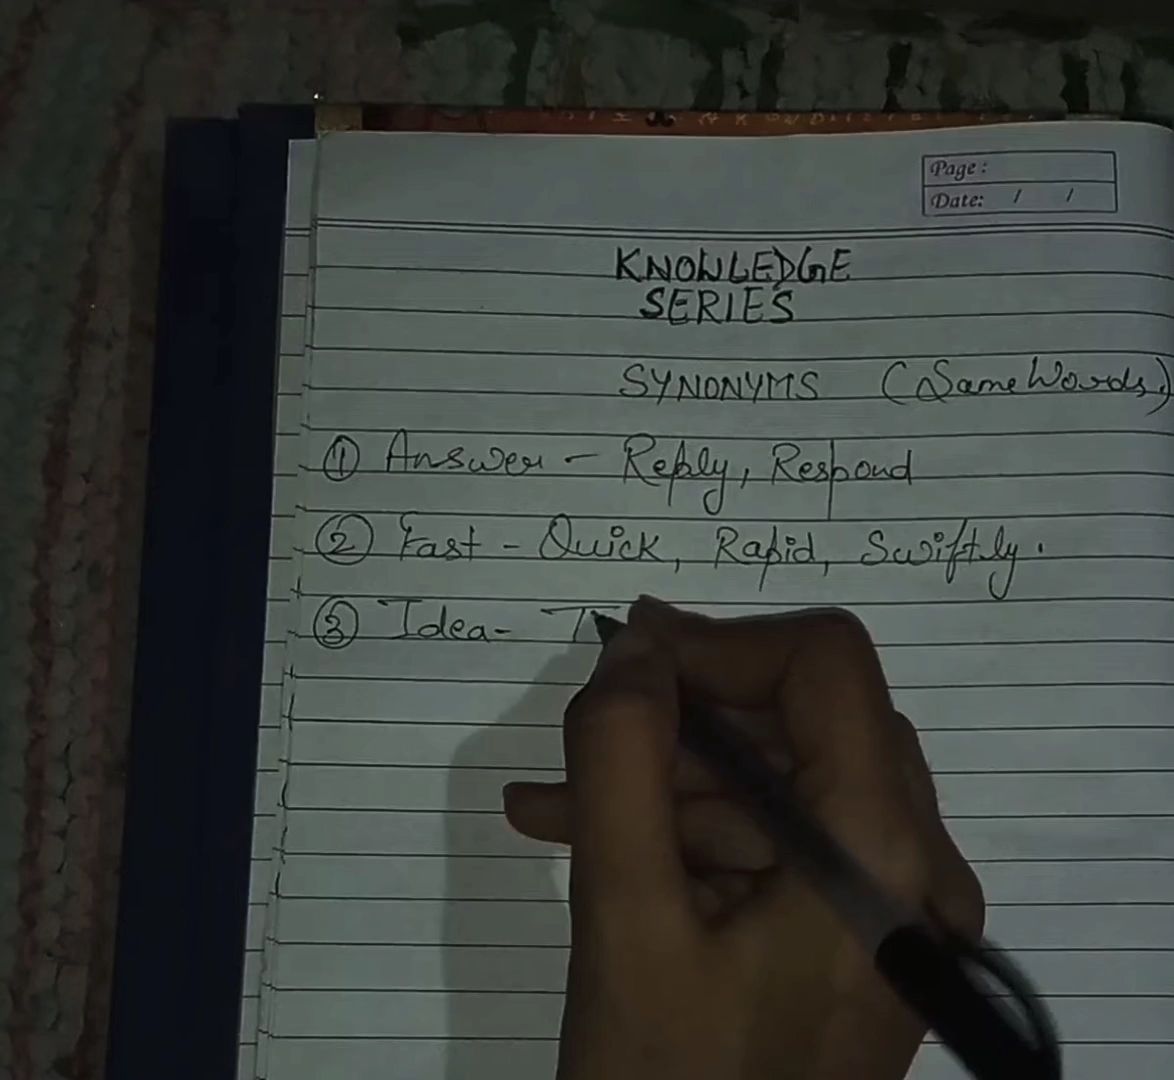 Page:
Date: / /
KNOWLEDGE
SERIES
SYNONYMS (Same Words)
① Answer - Reply, Respond
② Fast - Quick, Rapid, Swiftly.
③ Idea- T